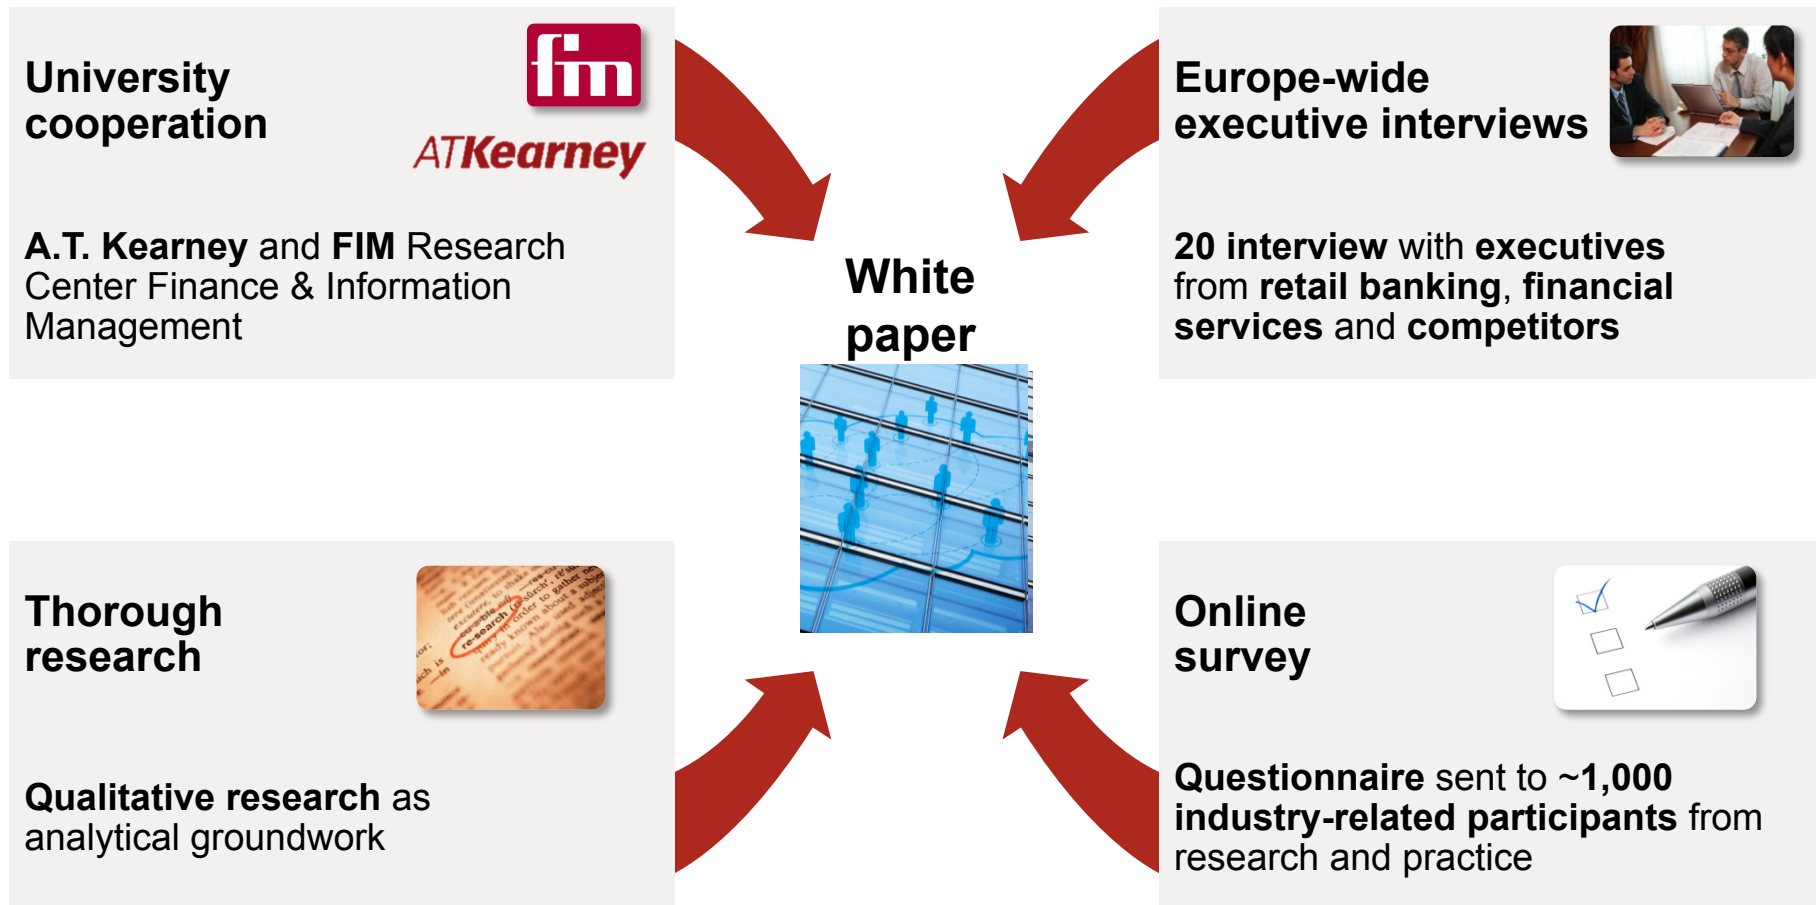 University
cooperation
fim
ATKearney
A.T. Kearney and FIM Research
Center Finance & Information
Management
Europe-wide
executive interviews
20 interview with executives
from retail banking, financial
services and competitors
White
paper
Thorough
research
re-search
Qualitative research as
analytical groundwork
Online
survey
Questionnaire sent to ~1,000
industry-related participants from
research and practice